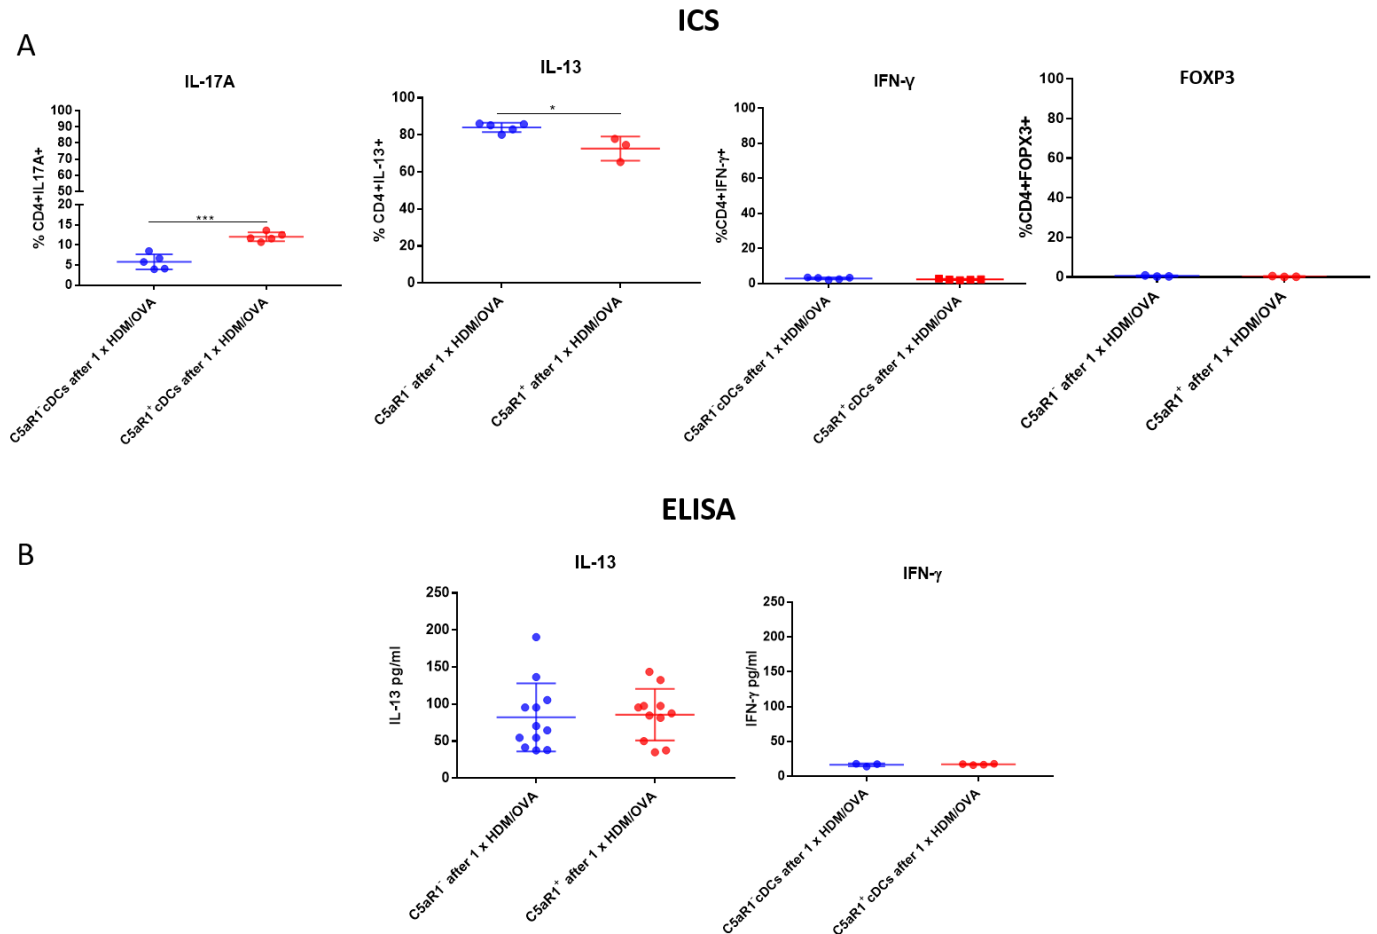 ICS
A
IL-17A
% CD4+IL17A+
100
90
80
70
60
50
20
15
10
5
0
***
C5aR1⁻cDCs after 1 x HDM/OVA
C5aR1⁺cDCs after 1 x HDM/OVA
IL-13
% CD4+IL-13+
100
80
60
40
20
0
*
C5aR1⁻ after 1 x HDM/OVA
C5aR1⁺ after 1 x HDM/OVA
IFN-γ
%CD4+IFN-γ+
100
80
60
40
20
0
C5aR1⁻cDCs after 1 x HDM/OVA
C5aR1⁺cDCs after 1 x HDM/OVA
FOXP3
%CD4+FOPX3+
100
80
60
40
20
0
C5aR1⁻ after 1 x HDM/OVA
C5aR1⁺ after 1 x HDM/OVA
ELISA
B
IL-13
IL-13 pg/ml
250
200
150
100
50
0
C5aR1⁻ after 1 x HDM/OVA
C5aR1⁺ after 1 x HDM/OVA
IFN-γ
IFN-γ pg/ml
250
200
150
100
50
0
C5aR1⁻cDCs after 1 x HDM/OVA
C5aR1⁺cDCs after 1 x HDM/OVA